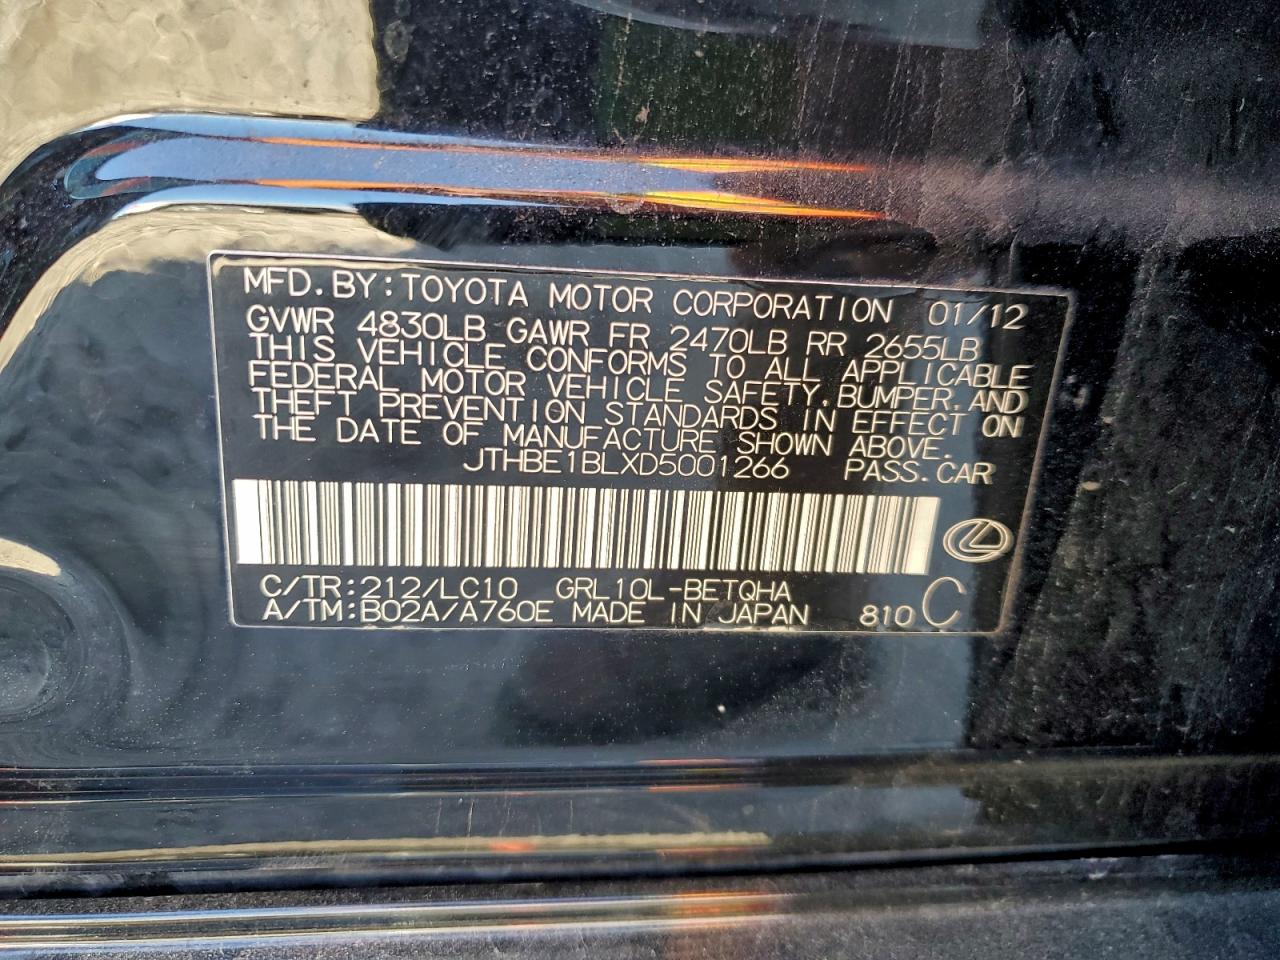 MFD. BY: TOYOTA MOTOR CORPORATION 01/12
GVWR 4830LB GAWR FR 2470LB RR 2655LB
THIS VEHICLE CONFORMS TO ALL APPLICABLE
FEDERAL MOTOR VEHICLE SAFETY, BUMPER, AND
THEFT PREVENTION STANDARDS IN EFFECT ON
THE DATE OF MANUFACTURE SHOWN ABOVE.
JTHBE1BLXD5001266 PASS. CAR
C/TR: 212/LC10 GRL10L-BETQHA
A/TM: B02A/A760E MADE IN JAPAN 810 C